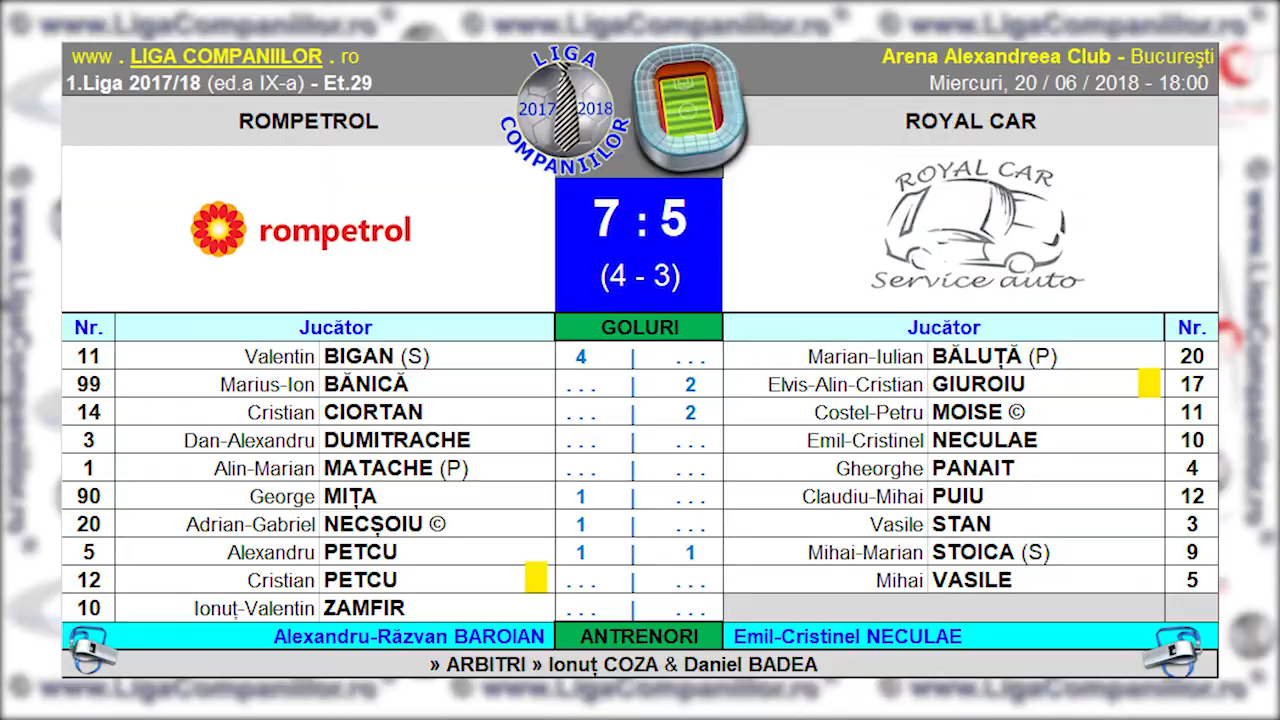 © www.LigaCompaniilor.ro ®
www . LIGA COMPANIILOR . ro
1.Liga 2017/18 (ed.a IX-a) - Et.29
LIGA
2017 2018
COMPANIILOR
Arena Alexandreea Club - Bucureşti
Miercuri, 20 / 06 / 2018 - 18:00
ROMPETROL
ROYAL CAR
rompetrol
7 : 5
(4 - 3)
ROYAL CAR
Service auto
Nr. Jucător GOLURI Jucător Nr.
11 Valentin BIGAN (S) 4 | ... Marian-Iulian BĂLUȚĂ (P) 20
99 Marius-Ion BĂNICĂ ... | 2 Elvis-Alin-Cristian GIUROIU 17
14 Cristian CIORTAN ... | 2 Costel-Petru MOISE © 11
3 Dan-Alexandru DUMITRACHE ... | ... Emil-Cristinel NECULAE 10
1 Alin-Marian MATACHE (P) ... | ... Gheorghe PANAIT 4
90 George MIȚA 1 | ... Claudiu-Mihai PUIU 12
20 Adrian-Gabriel NECȘOIU © 1 | ... Vasile STAN 3
5 Alexandru PETCU 1 | 1 Mihai-Marian STOICA (S) 9
12 Cristian PETCU ... | ... Mihai VASILE 5
10 Ionuț-Valentin ZAMFIR ... | ...
Alexandru-Răzvan BAROIAN ANTRENORI Emil-Cristinel NECULAE
» ARBITRI » Ionuț COZA & Daniel BADEA
© www.LigaCompaniilor.ro ®